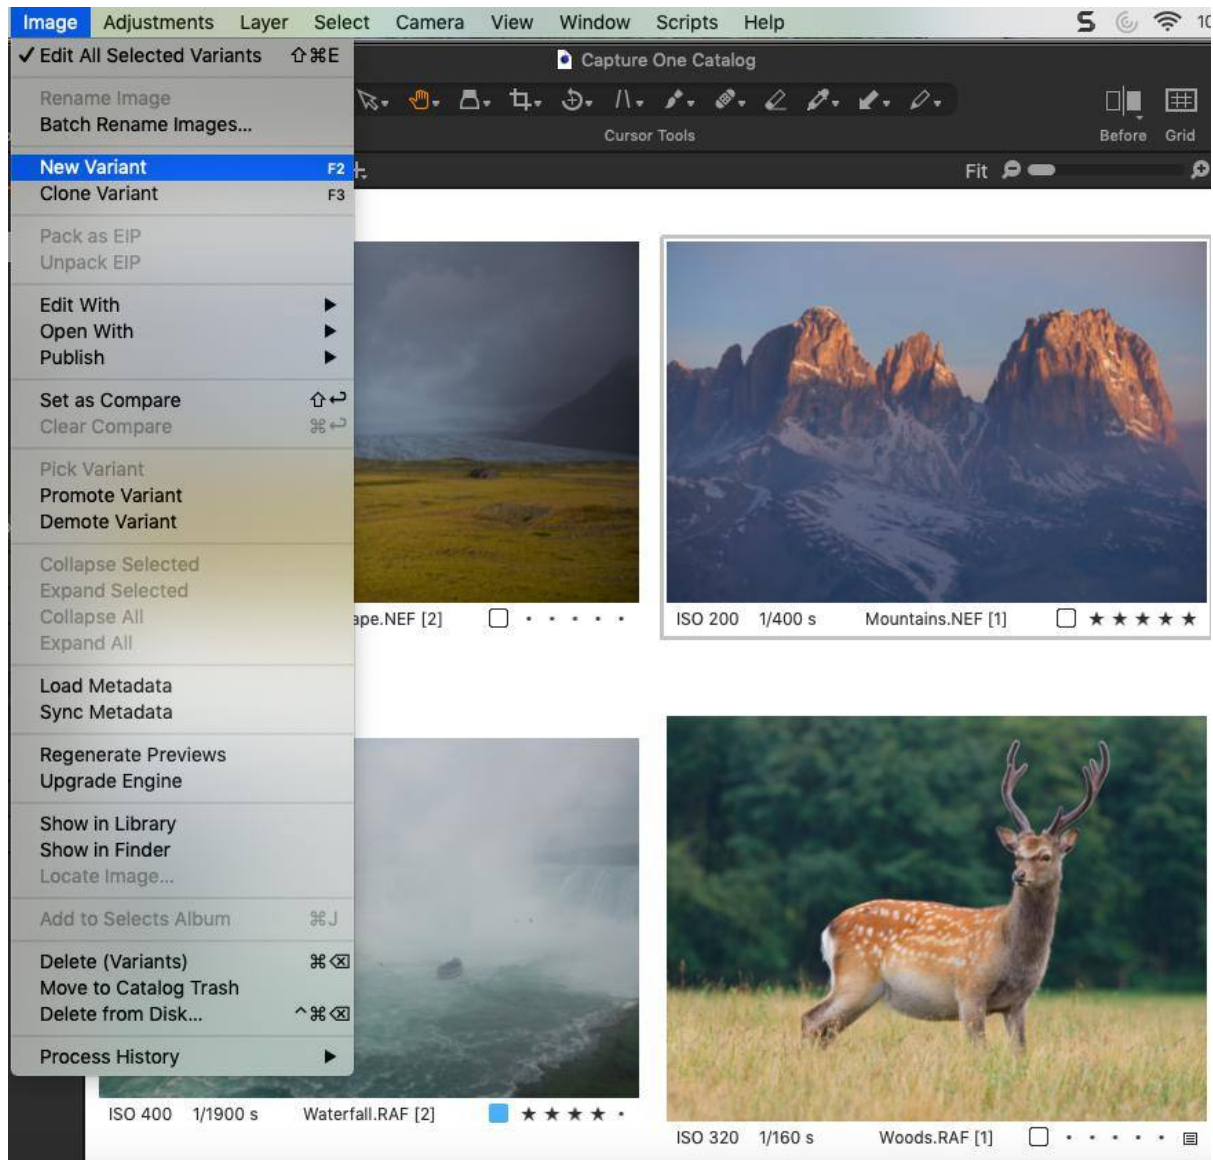 Image Adjustments Layer Select Camera View Window Scripts Help S 10
✓ Edit All Selected Variants ⇧⌘E
Capture One Catalog
Rename Image
Batch Rename Images...
Cursor Tools
Before Grid
New Variant F2
Fit
Clone Variant F3
Pack as EIP
Unpack EIP
Edit With ▶
Open With ▶
Publish ▶
Set as Compare ⇧↩
Clear Compare ⌘↩
Pick Variant
Promote Variant
Demote Variant
Collapse Selected
Expand Selected
Collapse All
Expand All
ape.NEF [2]
ISO 200 1/400 s Mountains.NEF [1] ★ ★ ★ ★ ★
Load Metadata
Sync Metadata
Regenerate Previews
Upgrade Engine
Show in Library
Show in Finder
Locate Image...
Add to Selects Album ⌘J
Delete (Variants) ⌘⌫
Move to Catalog Trash
Delete from Disk... ^⌘⌫
Process History ▶
ISO 400 1/1900 s Waterfall.RAF [2] ★ ★ ★ ★ ·
ISO 320 1/160 s Woods.RAF [1]